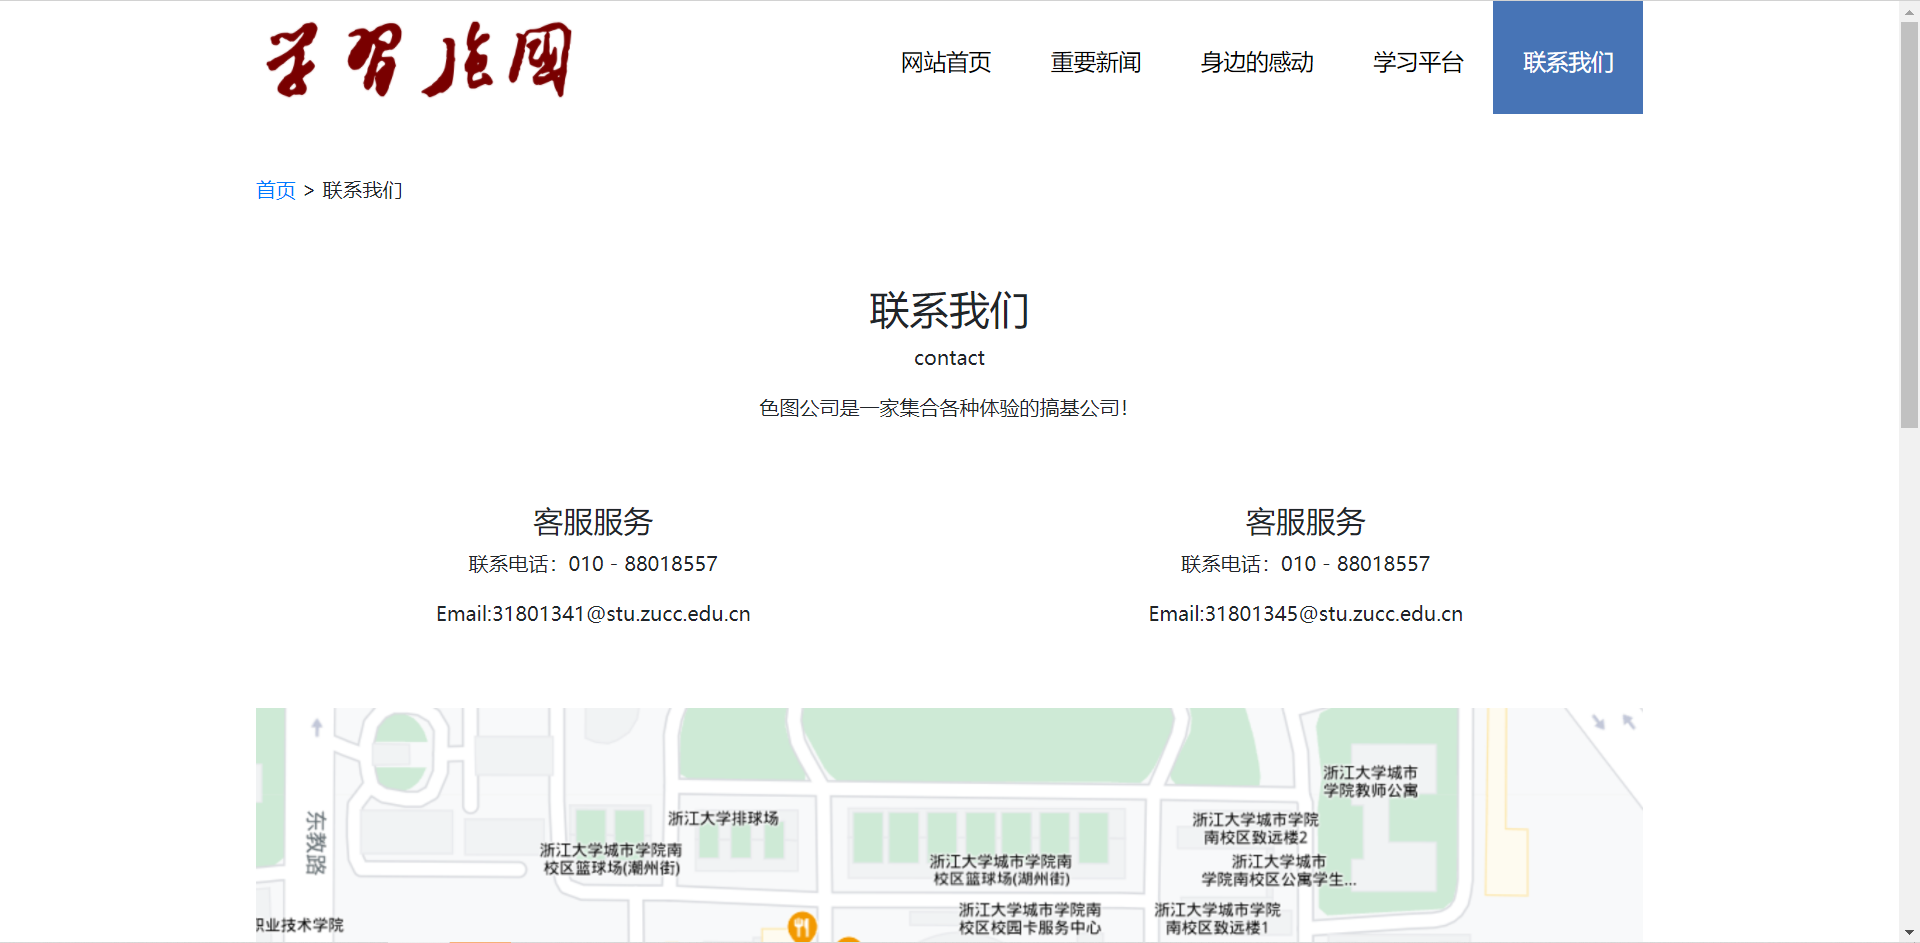 学习强国
网站首页 重要新闻 身边的感动 学习平台 联系我们
首页 > 联系我们
联系我们
contact
色图公司是一家集合各种体验的搞基公司！
客服服务
联系电话：010 - 88018557
Email:31801341@stu.zucc.edu.cn
客服服务
联系电话：010 - 88018557
Email:31801345@stu.zucc.edu.cn
浙江大学城市
学院教师公寓
东教路
浙江大学排球场
浙江大学城市学院
南校区致远楼2
浙江大学城市学院南
校区篮球场(潮州街)
浙江大学城市学院南
校区篮球场(湖州街)
浙江大学城市
学院南校区公寓学生...
职业技术学院
浙江大学城市学院南
校区校园卡服务中心
浙江大学城市学院
南校区致远楼1